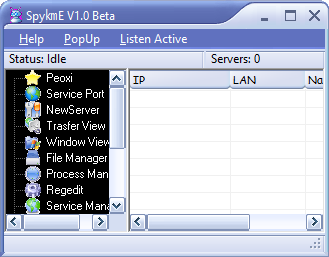 SpykmE V1.0 Beta
Help PopUp Listen Active
Status: Idle Servers: 0
IP LAN Na
Peoxi
Service Port
NewServer
Trasfer View
Window View
File Manager
Process Man
Regedit
Service Mana